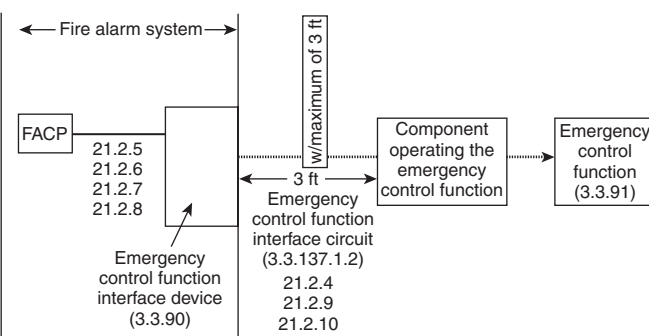 Fire alarm system
w/maximum of 3 ft
FACP
21.2.5
21.2.6
21.2.7
21.2.8
Emergency
control function
interface device
(3.3.90)
3 ft
Emergency
control function
interface circuit
(3.3.137.1.2)
21.2.4
21.2.9
21.2.10
Component
operating the
emergency
control function
Emergency
control
function
(3.3.91)